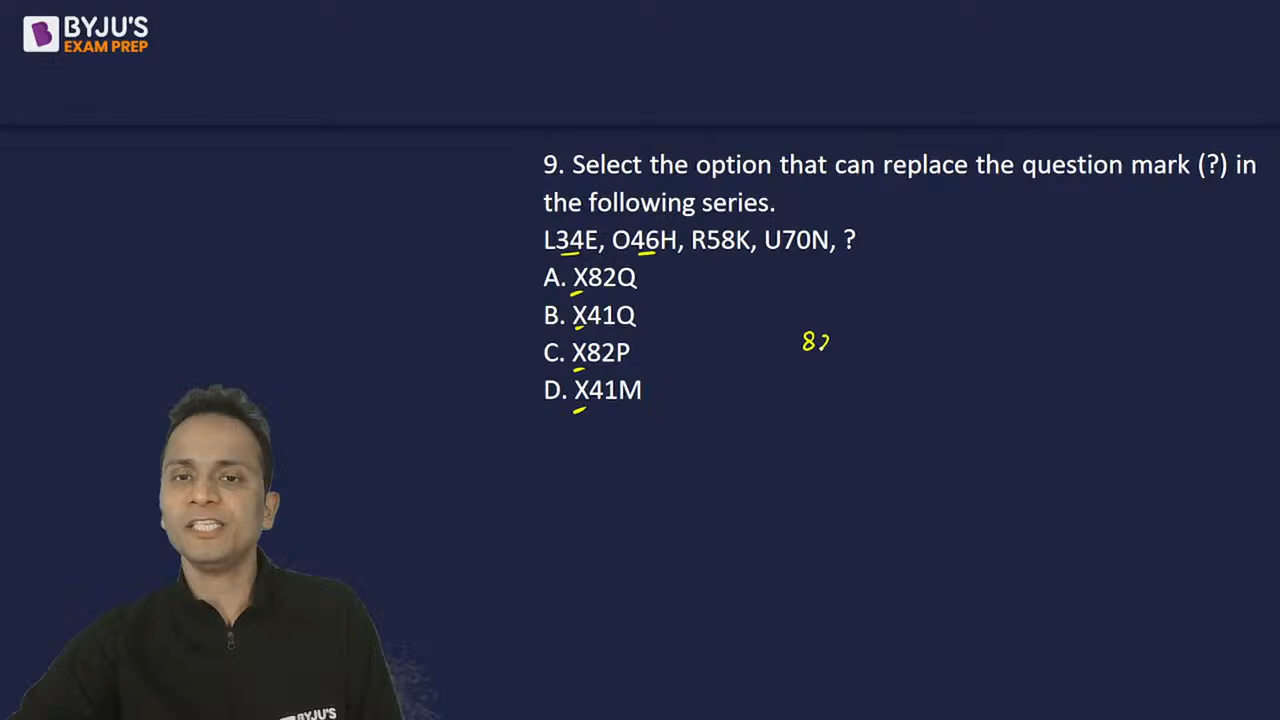 BYJU'S
EXAM PREP
9. Select the option that can replace the question mark (?) in
the following series.
L34E, O46H, R58K, U70N, ?
A. X82Q
B. X41Q
C. X82P
D. X41M
82
BYJU'S